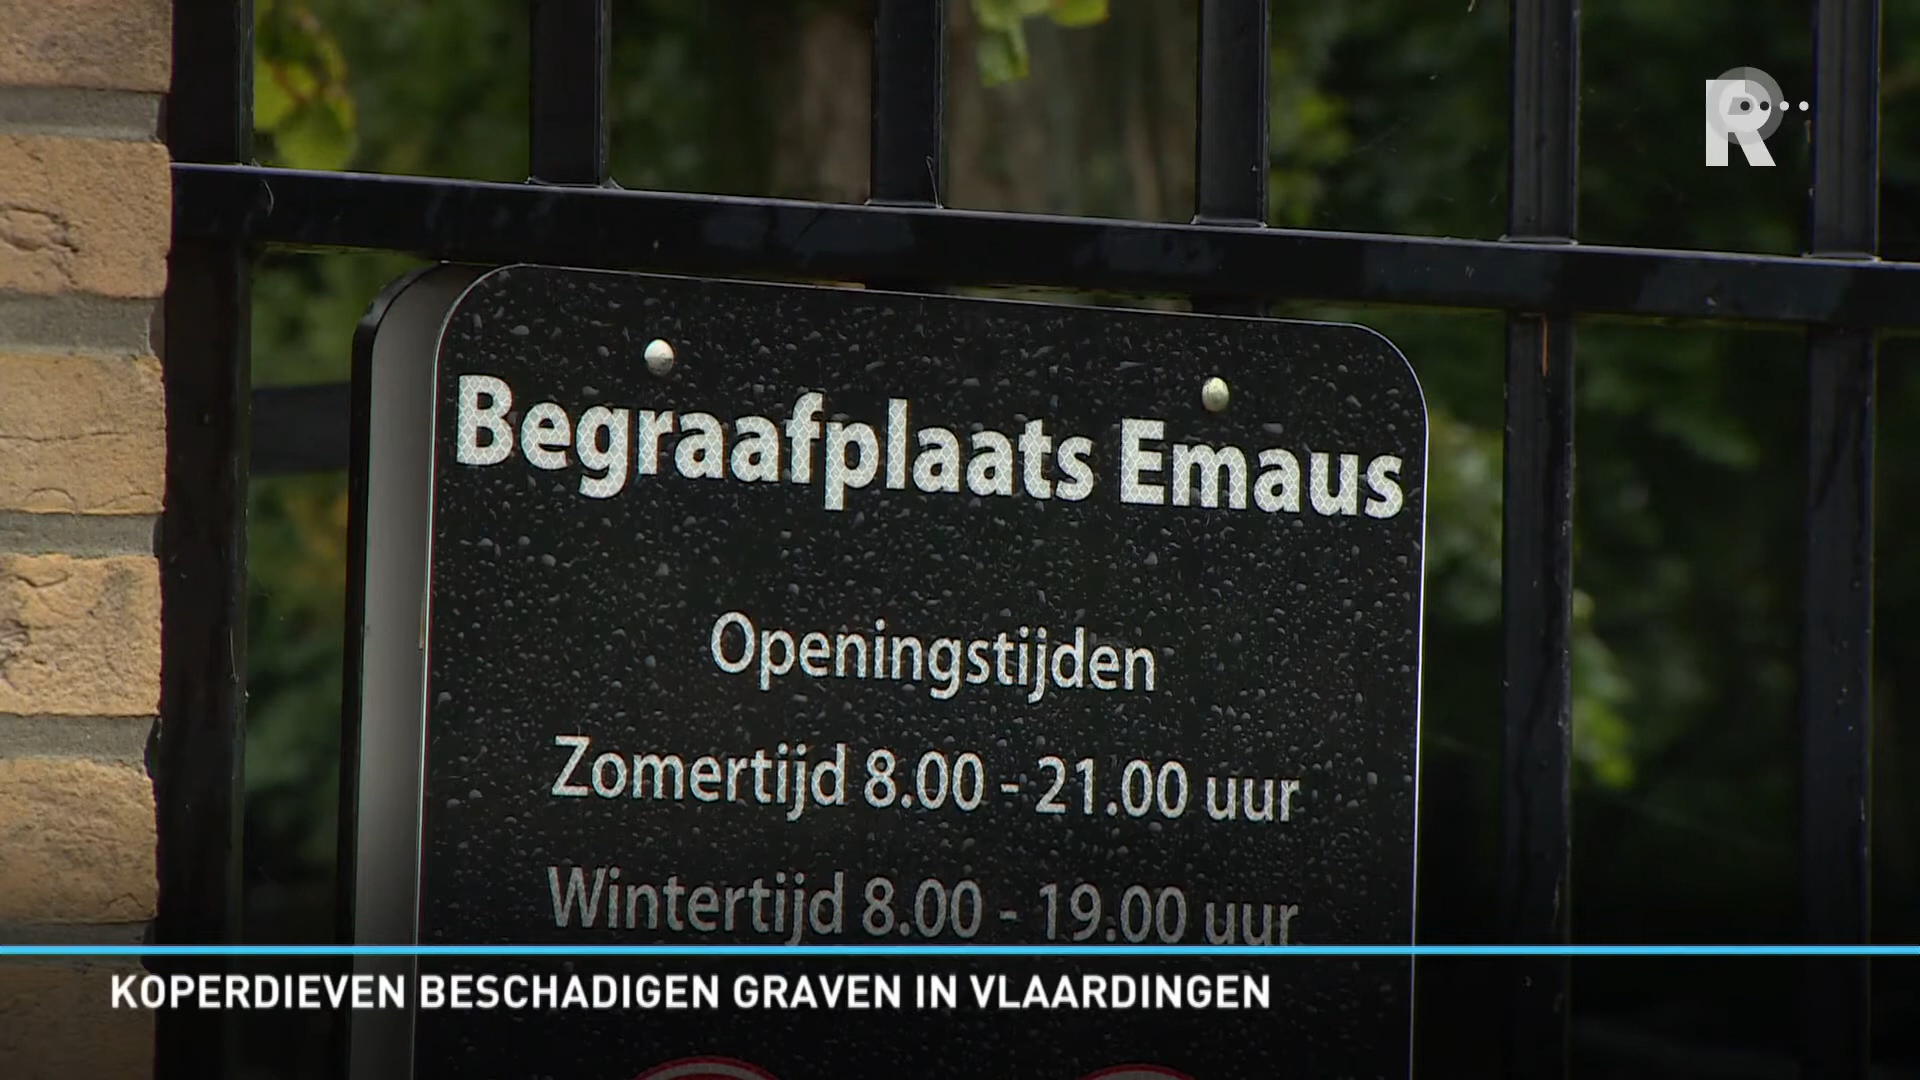 R
Begraafplaats Emaus
Openingstijden
Zomertijd 8.00 - 21.00 uur
Wintertijd 8.00 - 19.00 uur
KOPERDIEVEN BESCHADIGEN GRAVEN IN VLAARDINGEN